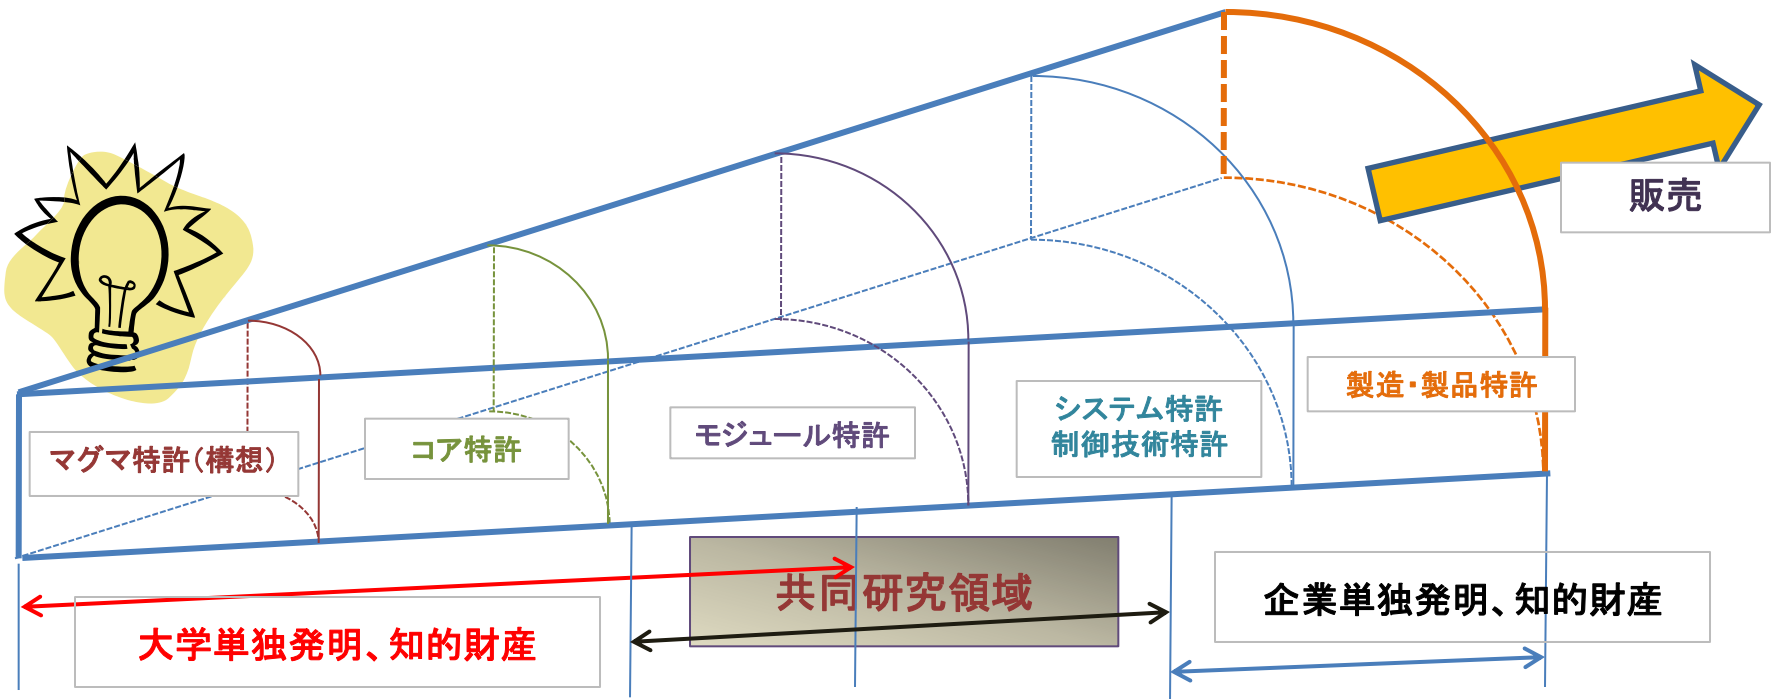 販売
製造・製品特許
システム特許
制御技術特許
モジュール特許
コア特許
マグマ特許（構想）
共同研究領域
企業単独発明、知的財産
大学単独発明、知的財産